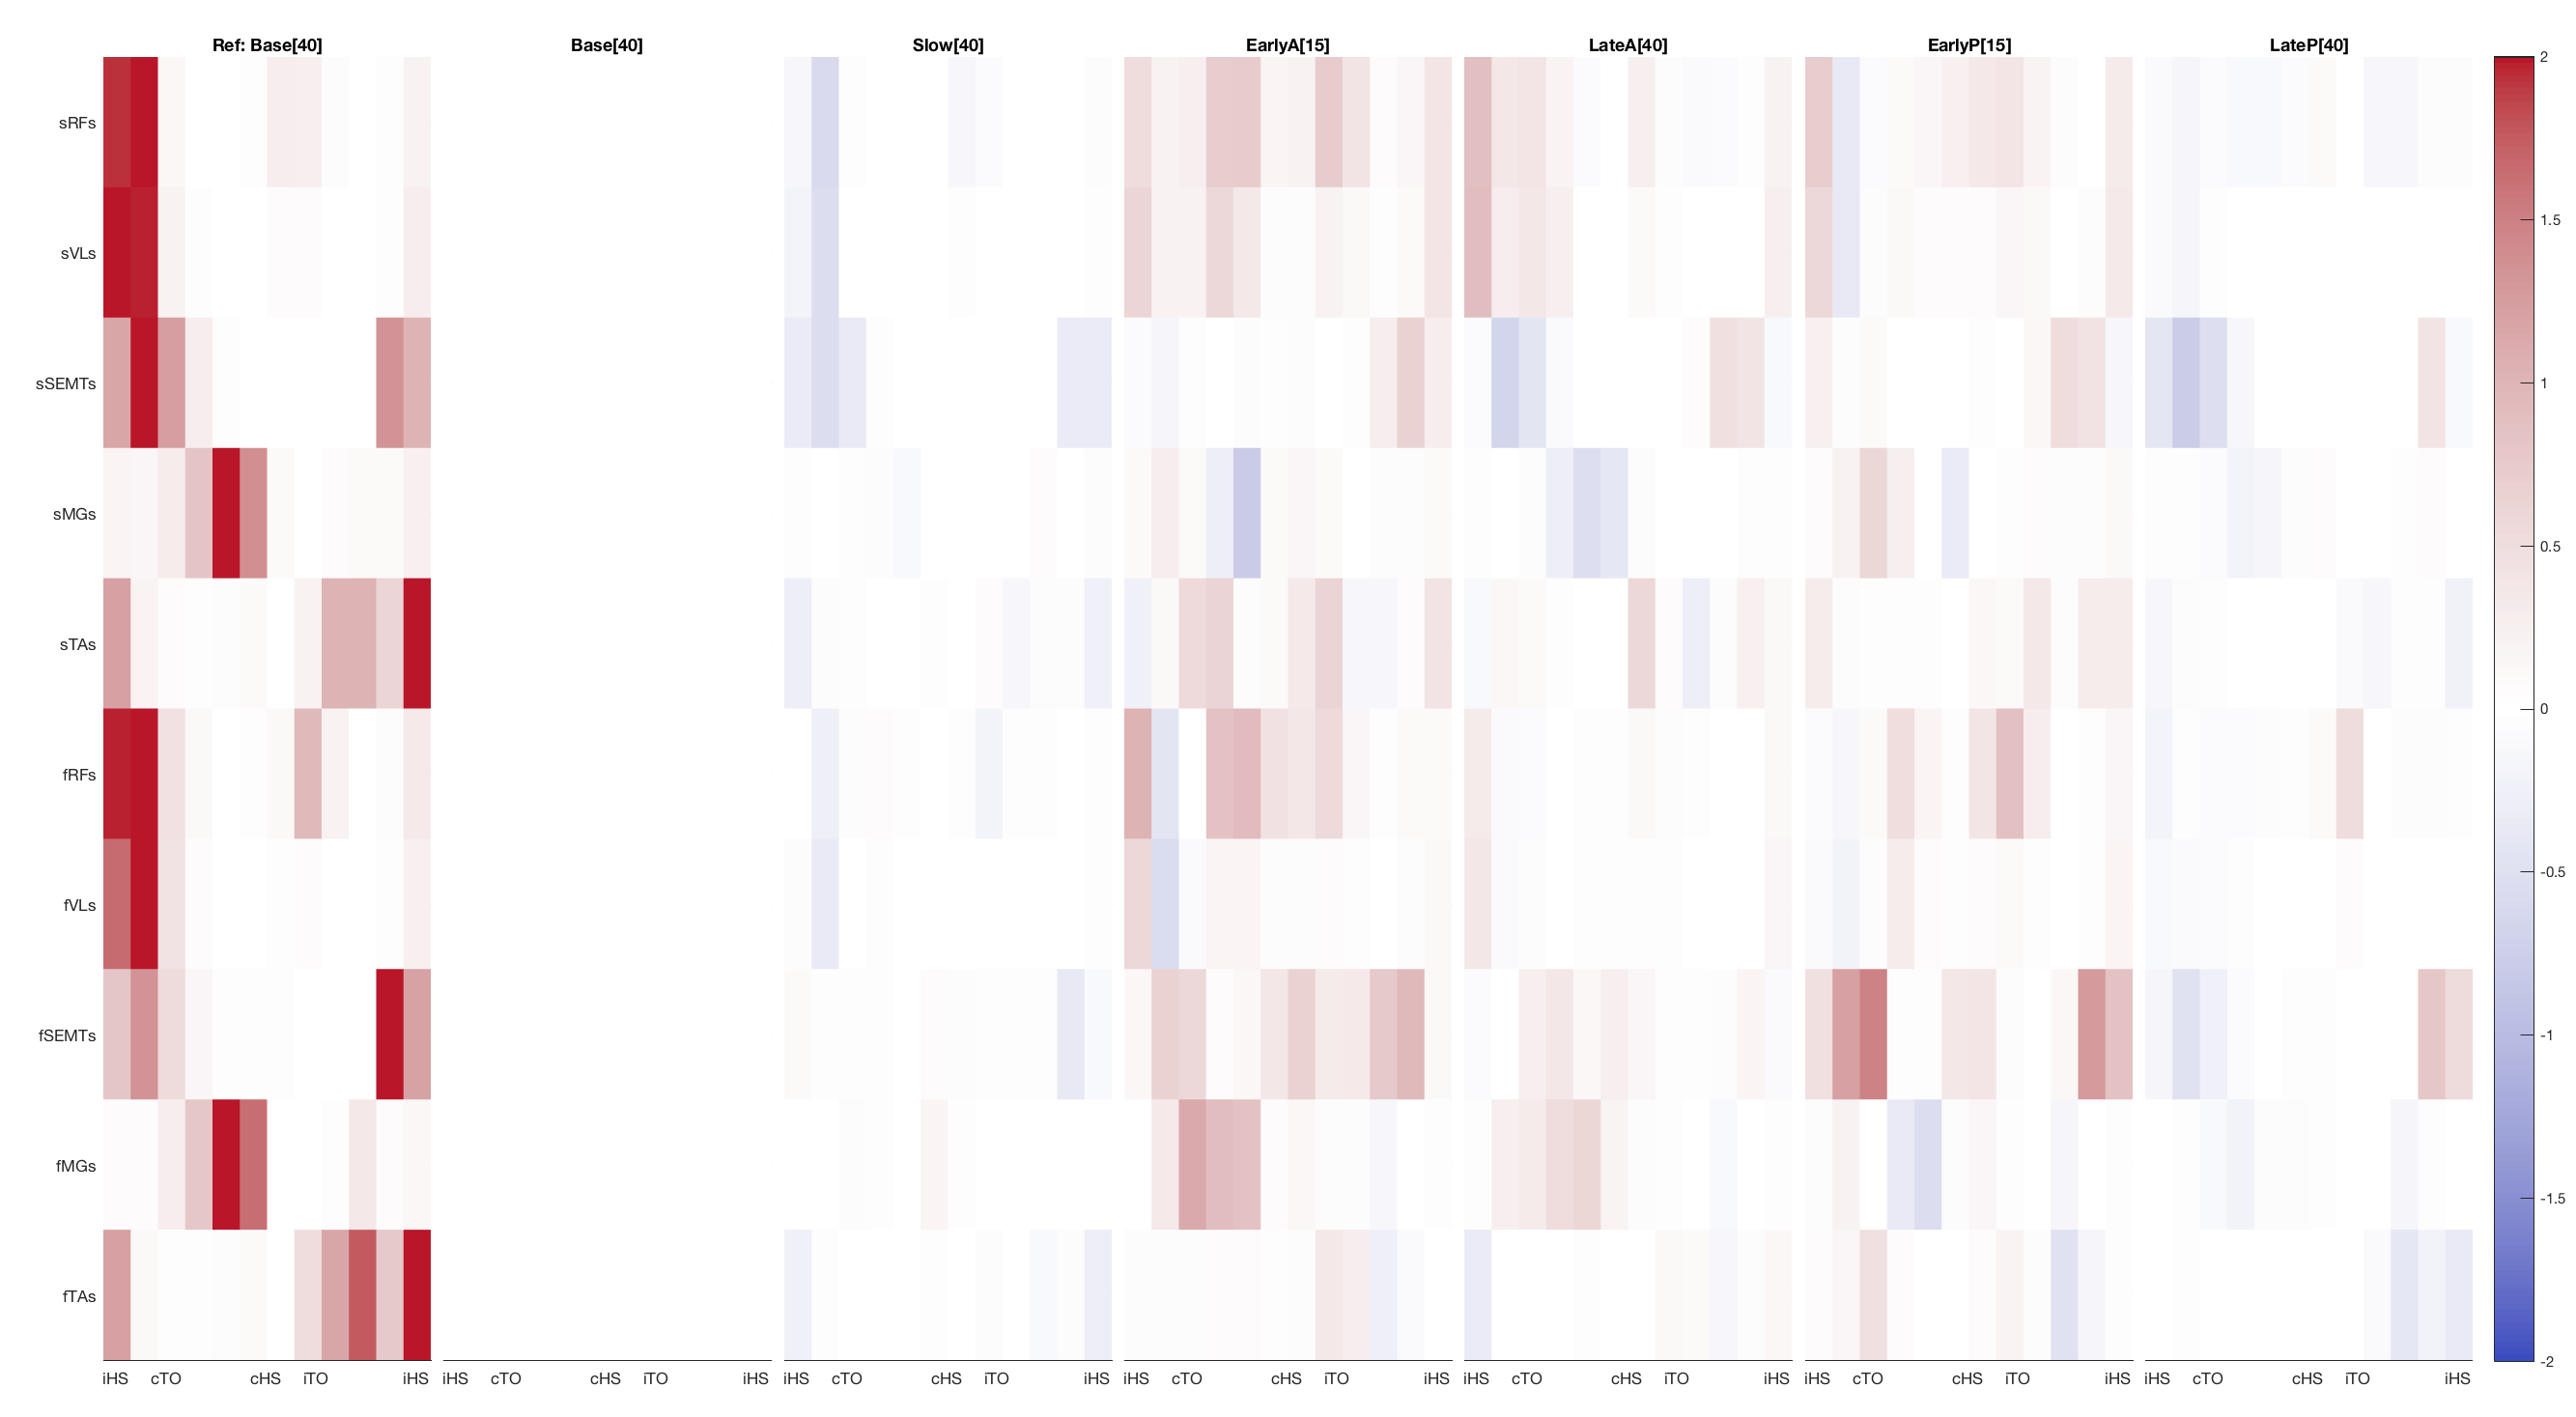 Ref: Base[40] Base[40] Slow[40] EarlyA[15] LateA[40] EarlyP[15] LateP[40]
2
sRFs
1.5
sVLs
sSEMTs
1
sMGs
0.5
sTAs
0
fRFs
-0.5
fVLs
fSEMTs
-1
fMGs
-1.5
fTAs
-2
iHS cTO cHS iTO iHS iHS cTO cHS iTO iHS iHS cTO cHS iTO iHS iHS cTO cHS iTO iHS iHS cTO cHS iTO iHS iHS cTO cHS iTO iHS iHS cTO cHS iTO iHS